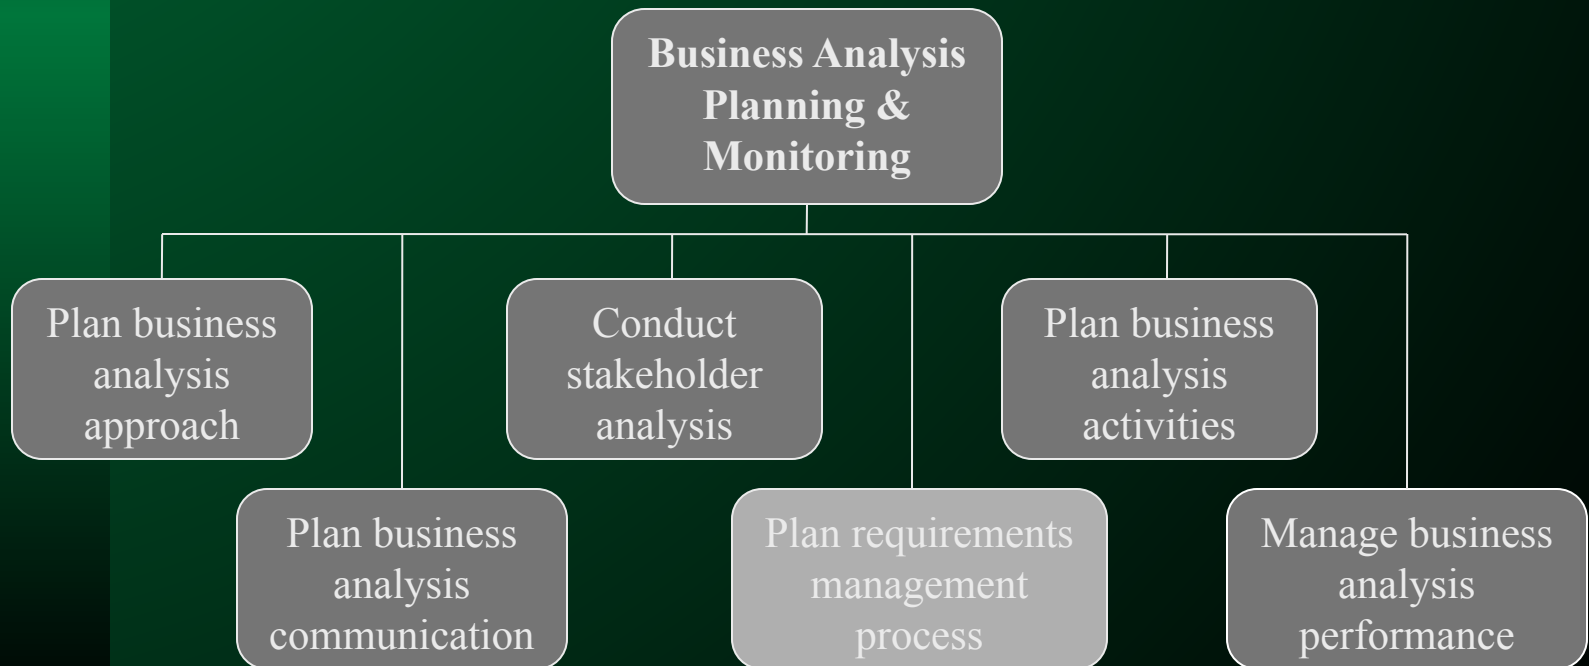 Business Analysis
Planning &
Monitoring
Plan business
analysis
approach
Conduct
stakeholder
analysis
Plan business
analysis
activities
Plan business
analysis
communication
Plan requirements
management
process
Manage business
analysis
performance